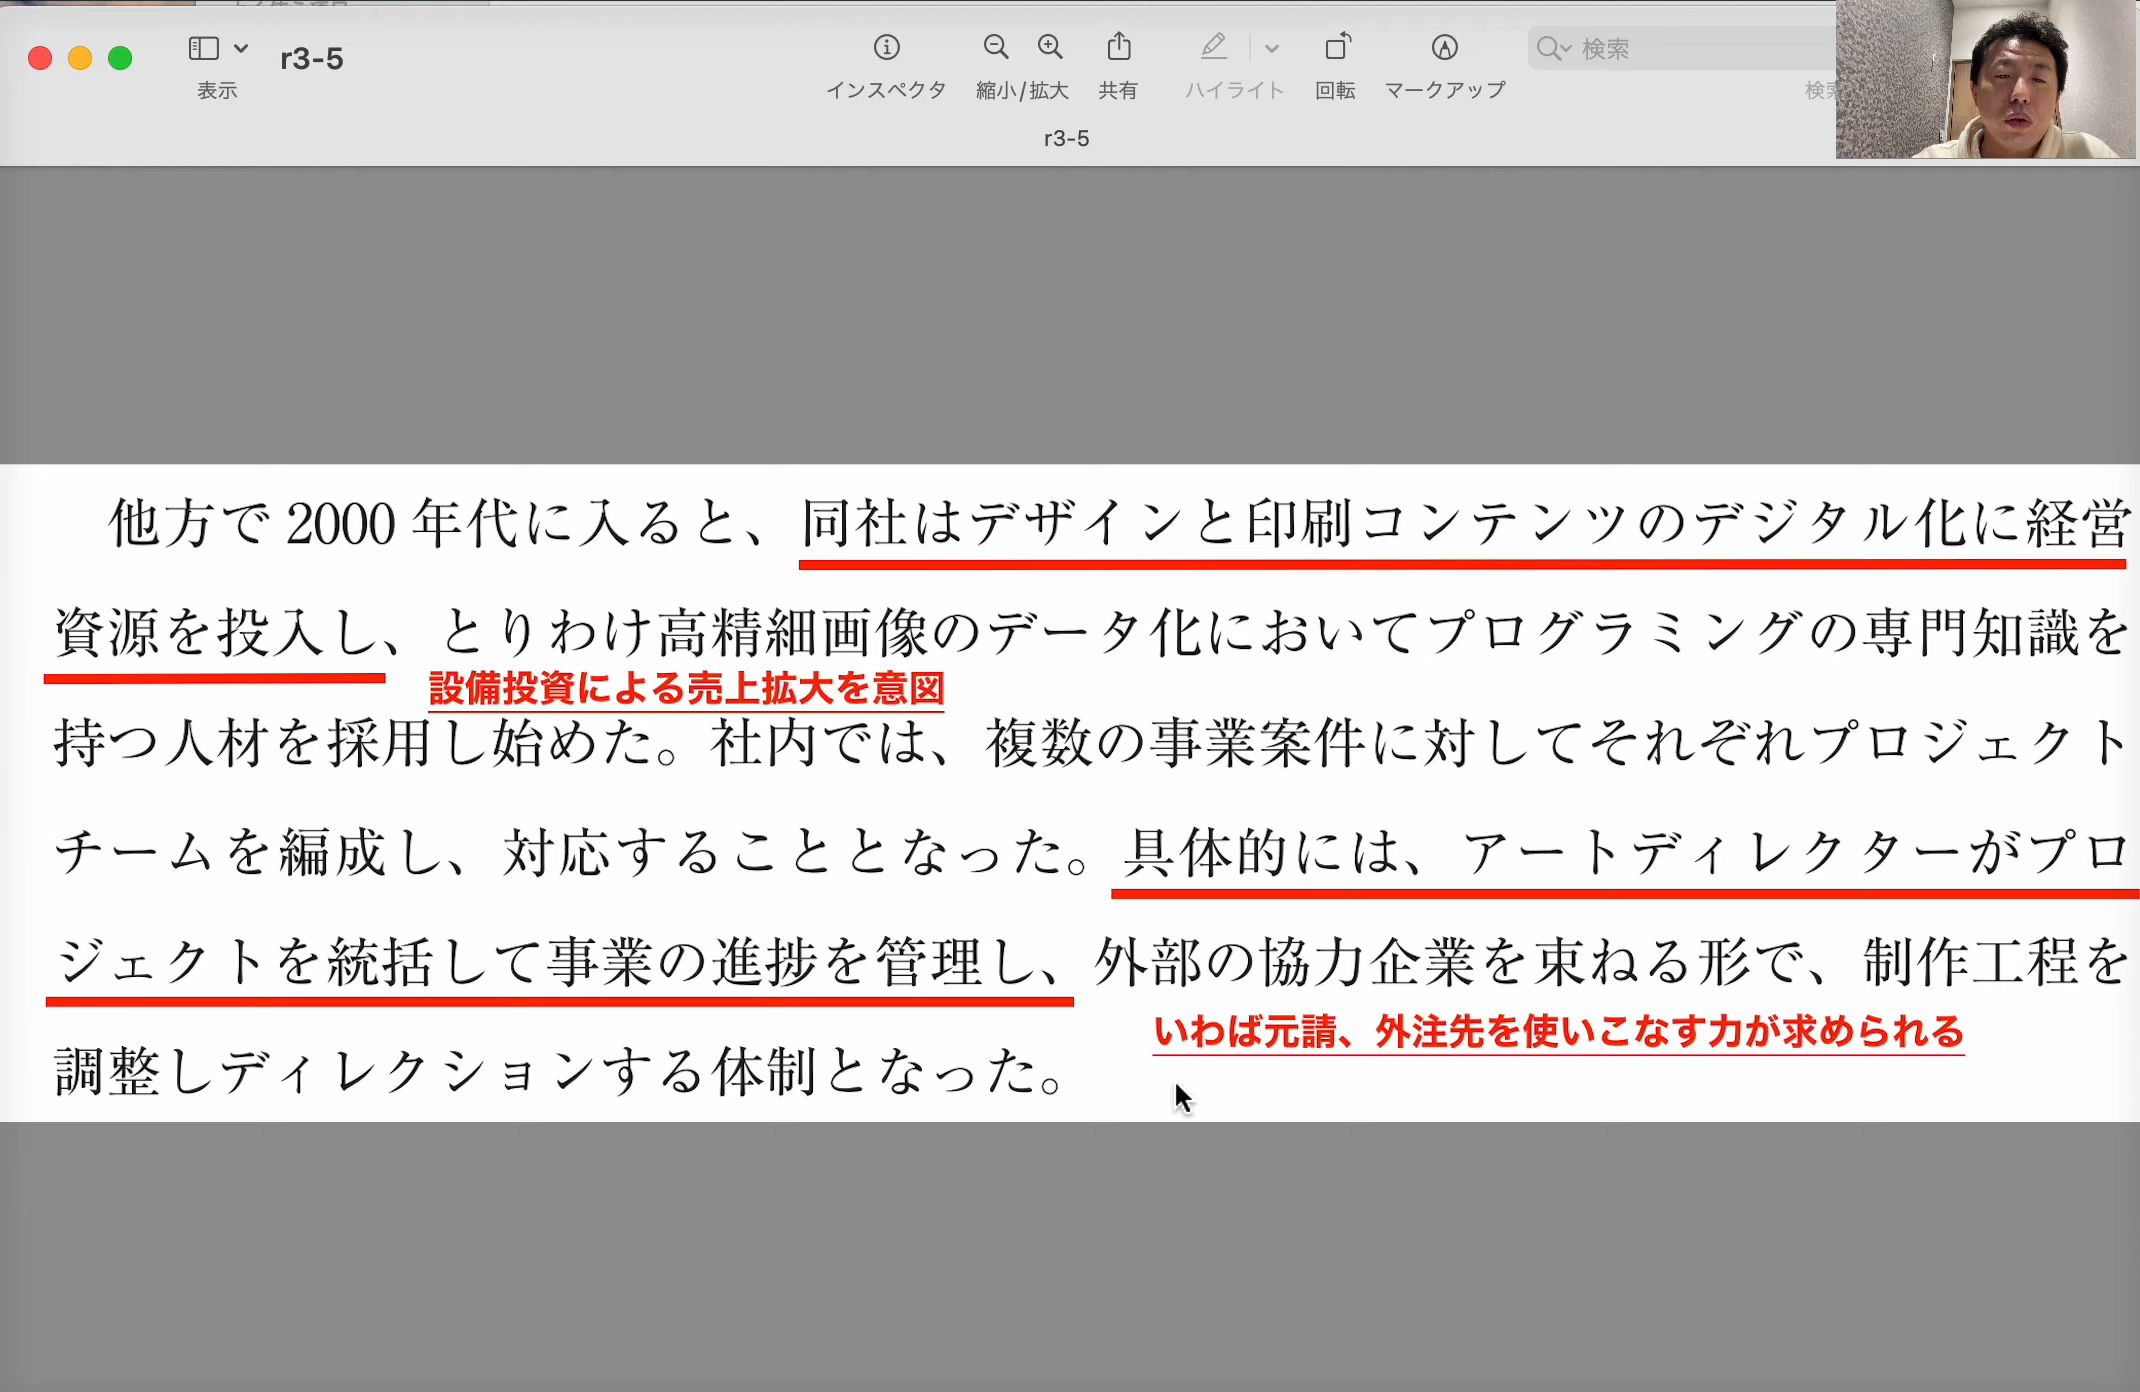 表示
r3-5
インスペクタ
縮小/拡大
共有
ハイライト
回転
マークアップ
検索
r3-5
他方で 2000 年代に入ると、同社はデザインと印刷コンテンツのデジタル化に経営
資源を投入し、とりわけ高精細画像のデータ化においてプログラミングの専門知識を
設備投資による売上拡大を意図
持つ人材を採用し始めた。社内では、複数の事業案件に対してそれぞれプロジェクト
チームを編成し、対応することとなった。具体的には、アートディレクターがプロ
ジェクトを統括して事業の進捗を管理し、外部の協力企業を束ねる形で、制作工程を
いわば元請、外注先を使いこなす力が求められる
調整しディレクションする体制となった。